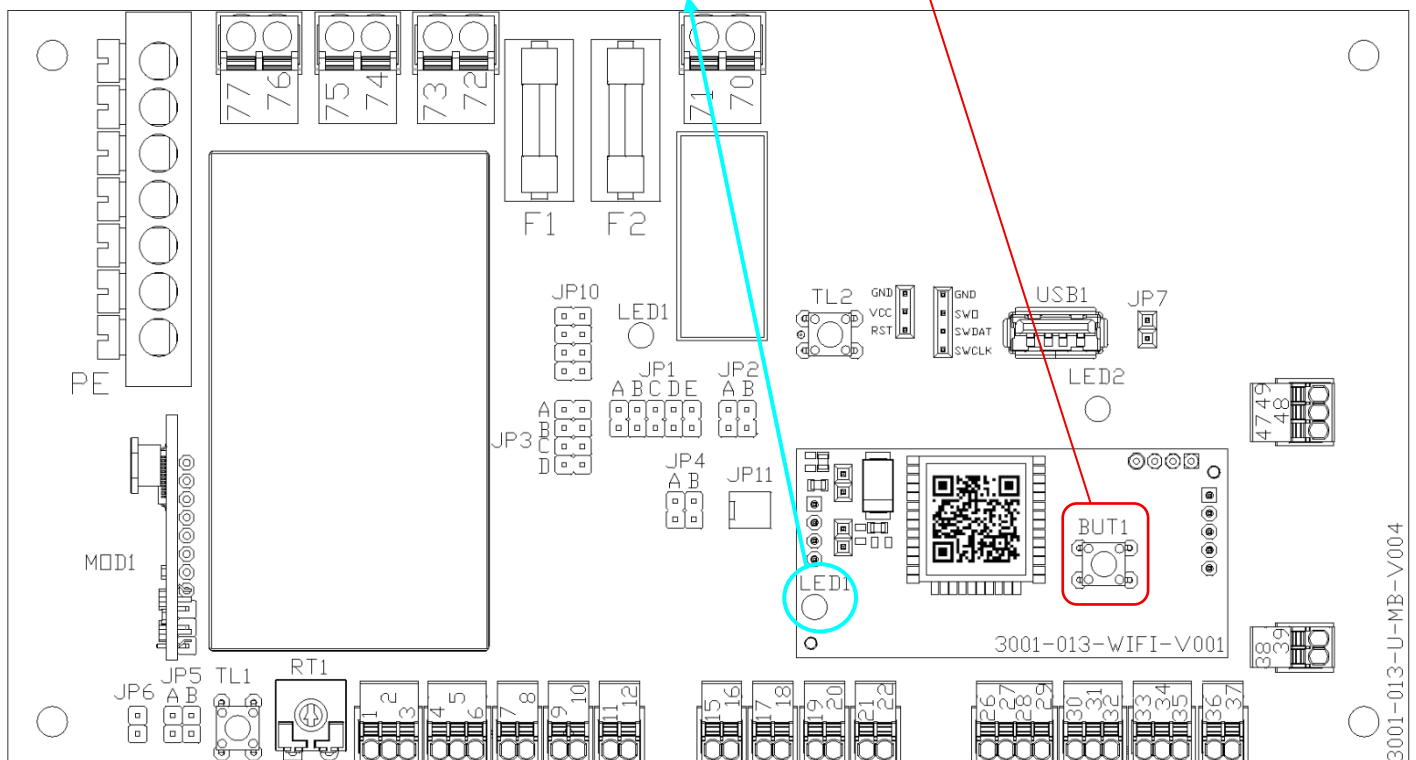 77 76 75 74 73 72 71 70
F1 F2
PE
JP10
LED1
TL2
GND
VCC
RST
GND
SWO
SWDAT
SWCLK
USB1
JP7
LED2
JP1
A B C D E
JP2
A B
JP3
A
B
C
D
JP4
A B
JP11
47 48 49
MOD1
BUT1
LED1
3001-013-WIFI-V001
38 39
3001-013-U-MB-V004
JP6
JP5
A B
TL1
RT1
1 2 3 4 5 6 7 8 9 10 11 12 15 16 17 18 19 20 21 22 26 27 28 29 30 31 32 33 34 35 36 37